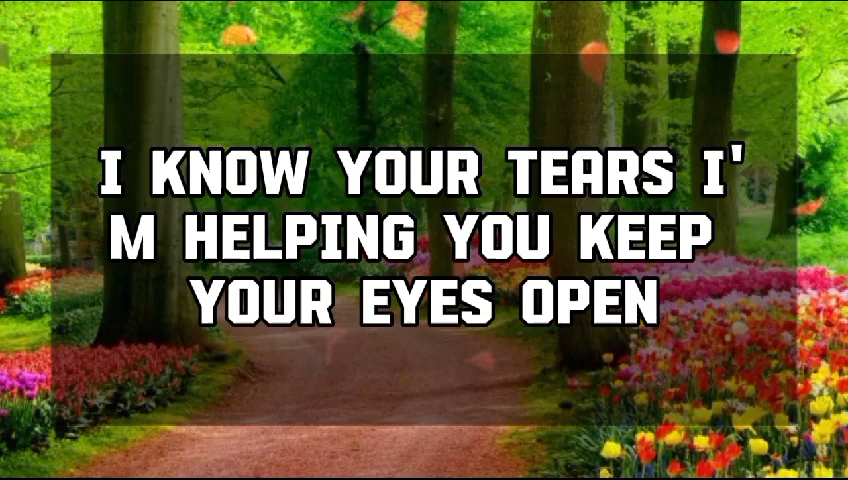 I KNOW YOUR TEARS I'
M HELPING YOU KEEP
YOUR EYES OPEN